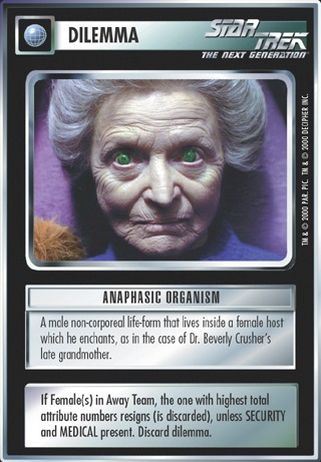 DILEMMA
STAR TREK
THE NEXT GENERATION
TM & © 2000 PAR. PIC. TM & © 2000 DECIPHER INC.
ANAPHASIC ORGANISM
A male non-corporeal life-form that lives inside a female host
which he enchants, as in the case of Dr. Beverly Crusher's
late grandmother.
If Female(s) in Away Team, the one with highest total
attribute numbers resigns (is discarded), unless SECURITY
and MEDICAL present. Discard dilemma.